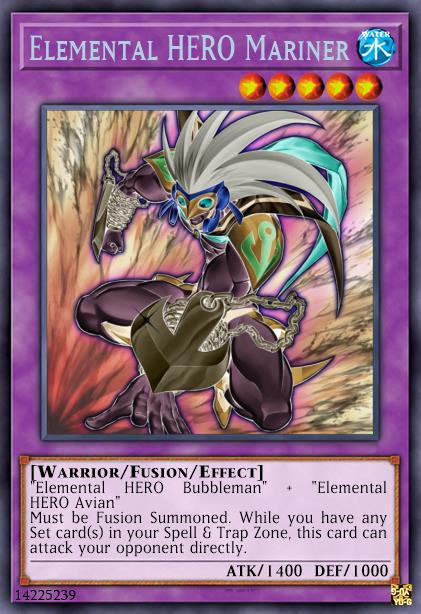 Elemental HERO Mariner
WATER
水
[Warrior/Fusion/Effect]
"Elemental HERO Bubbleman" + "Elemental
HERO Avian"
Must be Fusion Summoned. While you have any
Set card(s) in your Spell & Trap Zone, this card can
attack your opponent directly.
ATK/1400 DEF/1000
14225239